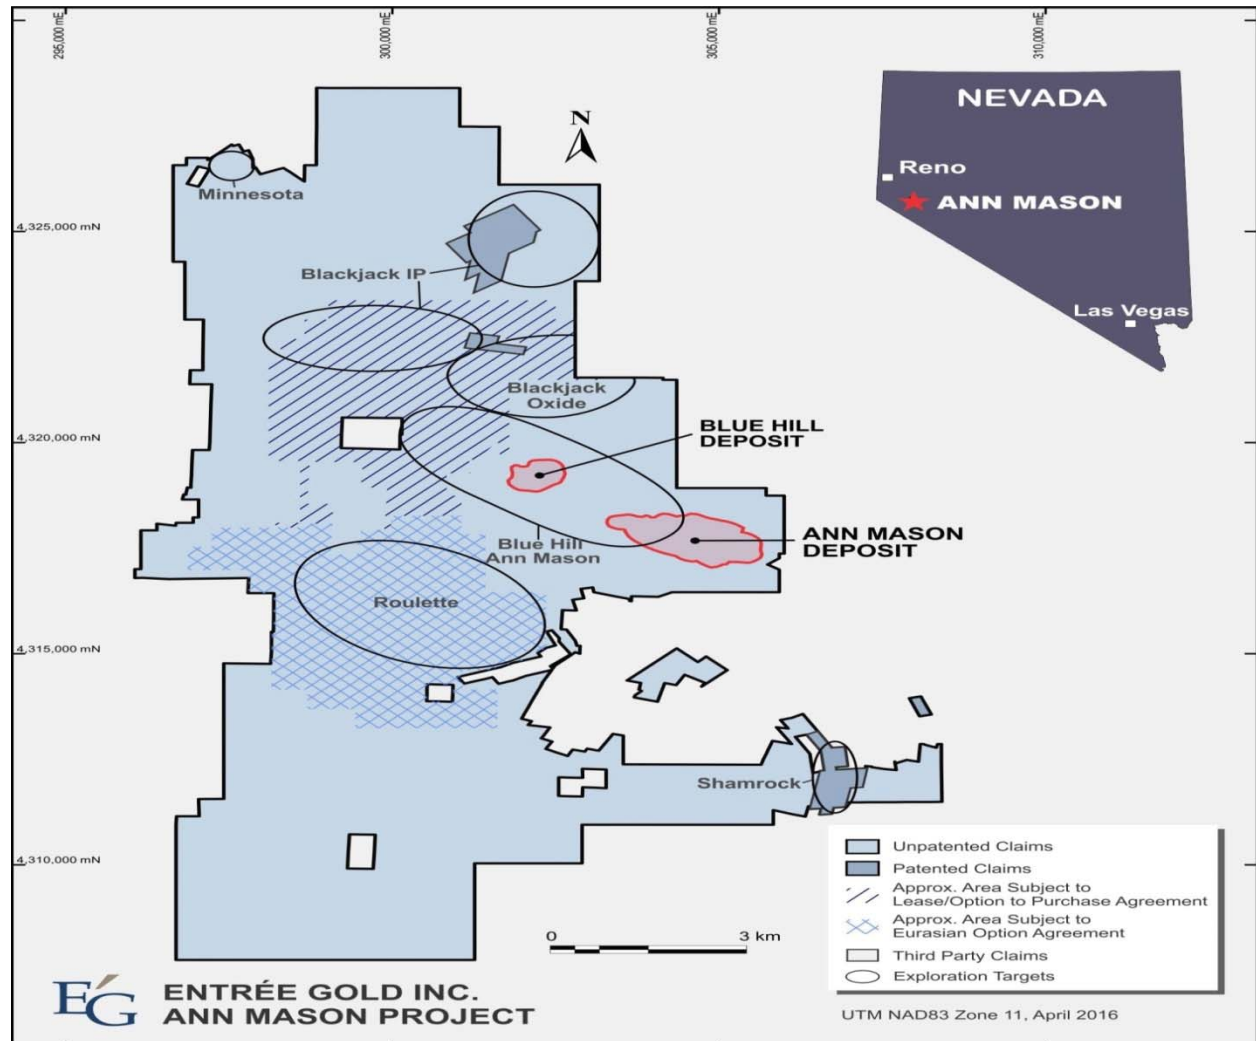 295,000 mE
300,000 mE
305,000 mE
310,000 mE
NEVADA
Reno
ANN MASON
Las Vegas
N
Minnesota
4,325,000 mN
Blackjack IP
Blackjack
Oxide
BLUE HILL
DEPOSIT
4,320,000 mN
ANN MASON
DEPOSIT
Blue Hill
Ann Mason
Roulette
4,315,000 mN
Shamrock
4,310,000 mN
Unpatented Claims
Patented Claims
Approx. Area Subject to
Lease/Option to Purchase Agreement
Approx. Area Subject to
Eurasian Option Agreement
Third Party Claims
Exploration Targets
0 3 km
ÉG
ENTRÉE GOLD INC.
ANN MASON PROJECT
UTM NAD83 Zone 11, April 2016